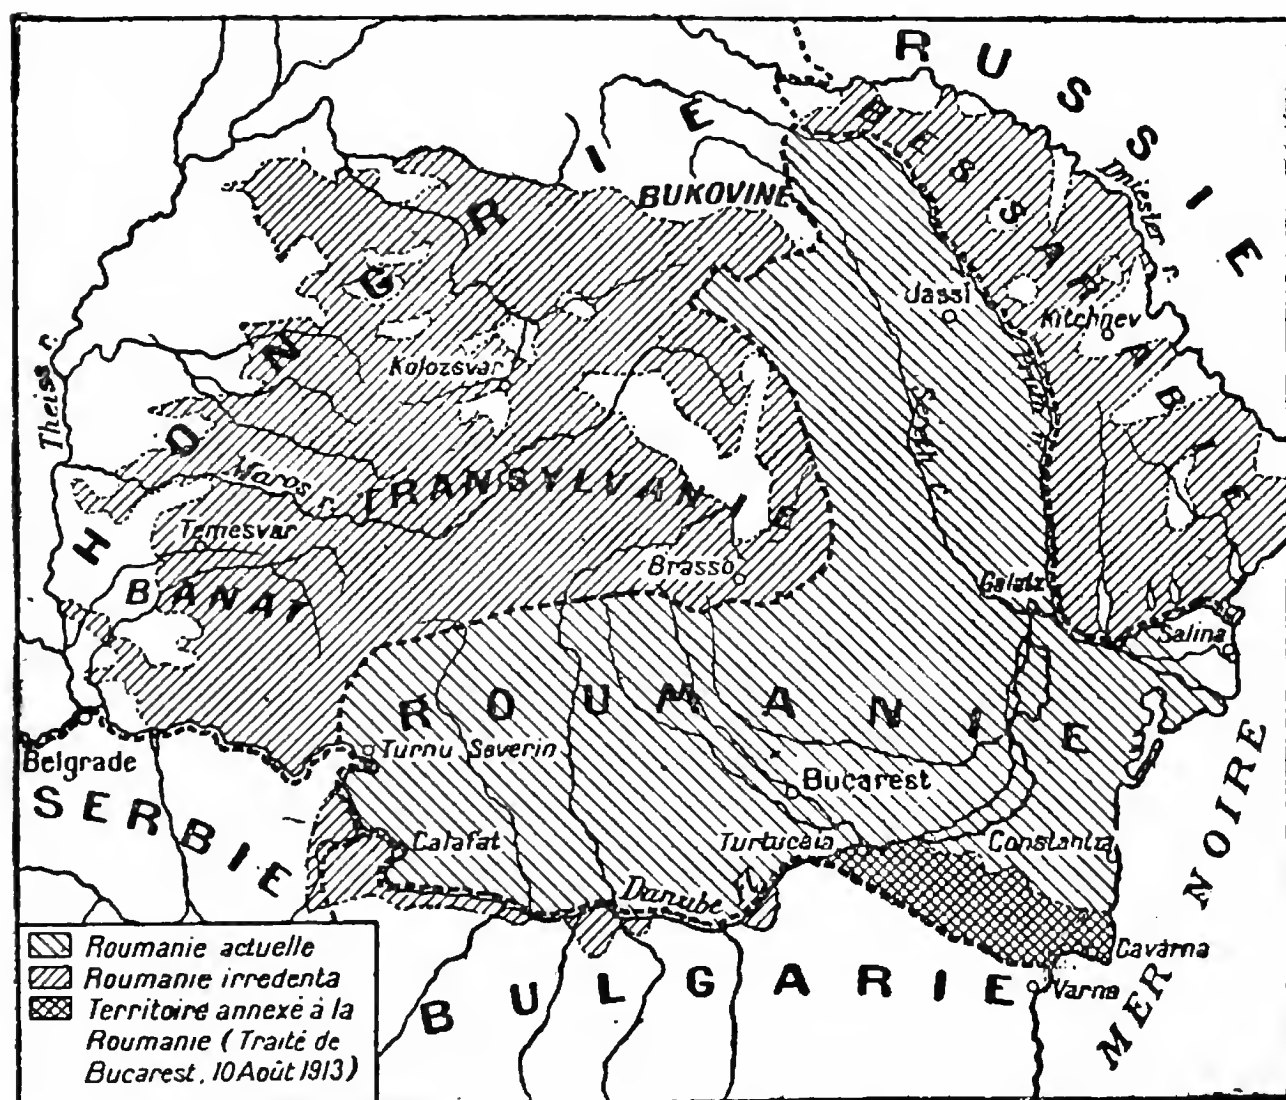 RUSSIE
HONGRIE
BUKOVINE
BESSARABIE
Dniester r.
Jassi
Kitchnev
Kolozsvar
Theiss r.
Maros r.
TRANSYLVANIE
Temesvar
BANAT
Brasso
Galatz
Salina
ROUMANIE
Turnu Severin
Belgrade
SERBIE
Bucarest
Calafat
Turtucaia
Constantza
Danube
Cavarna
Varna
BULGARIE
MER NOIRE
Roumanie actuelle
Roumanie irredenta
Territoire annexé à la
Roumanie (Traité de
Bucarest, 10 Août 1913)